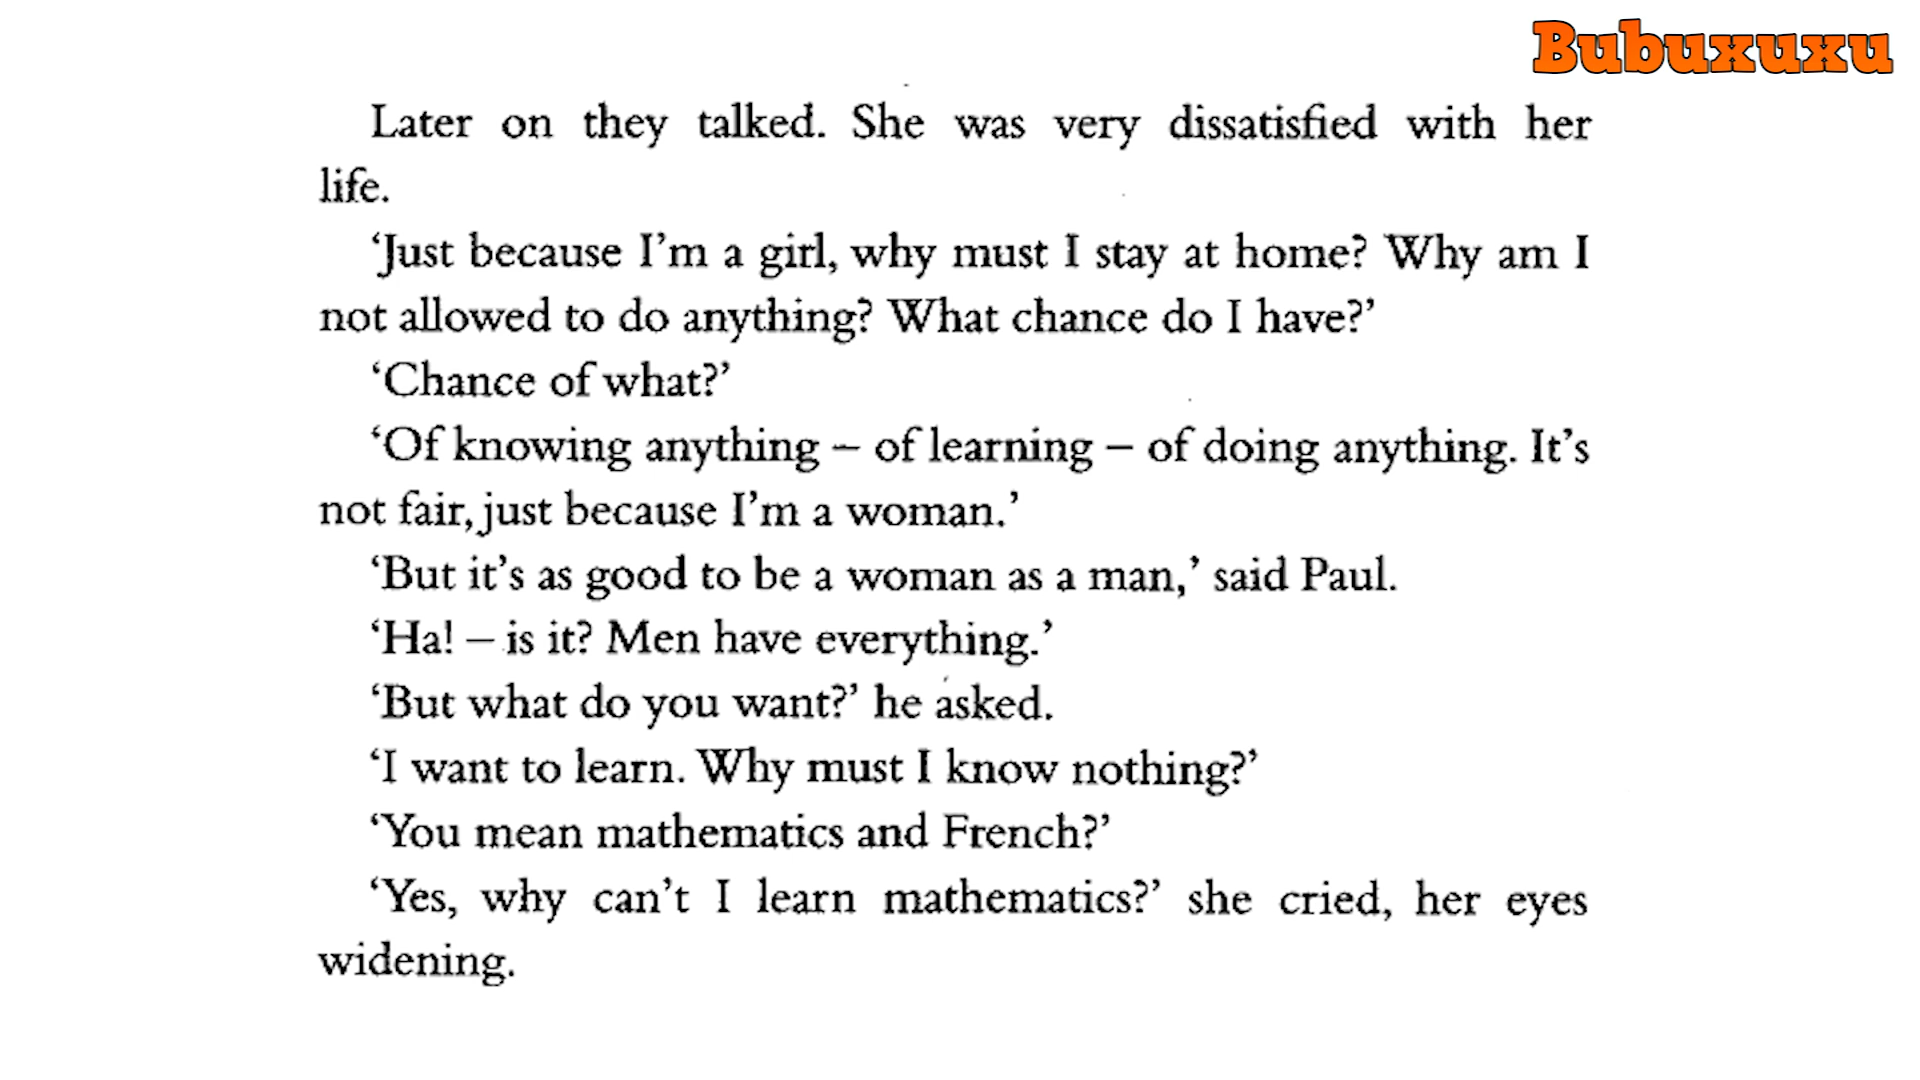 Bubuxuxu
Later on they talked. She was very dissatisfied with her
life.
‘Just because I’m a girl, why must I stay at home? Why am I
not allowed to do anything? What chance do I have?’
‘Chance of what?’
‘Of knowing anything – of learning – of doing anything. It’s
not fair, just because I’m a woman.’
‘But it’s as good to be a woman as a man,’ said Paul.
‘Ha! – is it? Men have everything.’
‘But what do you want?’ he asked.
‘I want to learn. Why must I know nothing?’
‘You mean mathematics and French?’
‘Yes, why can’t I learn mathematics?’ she cried, her eyes
widening.